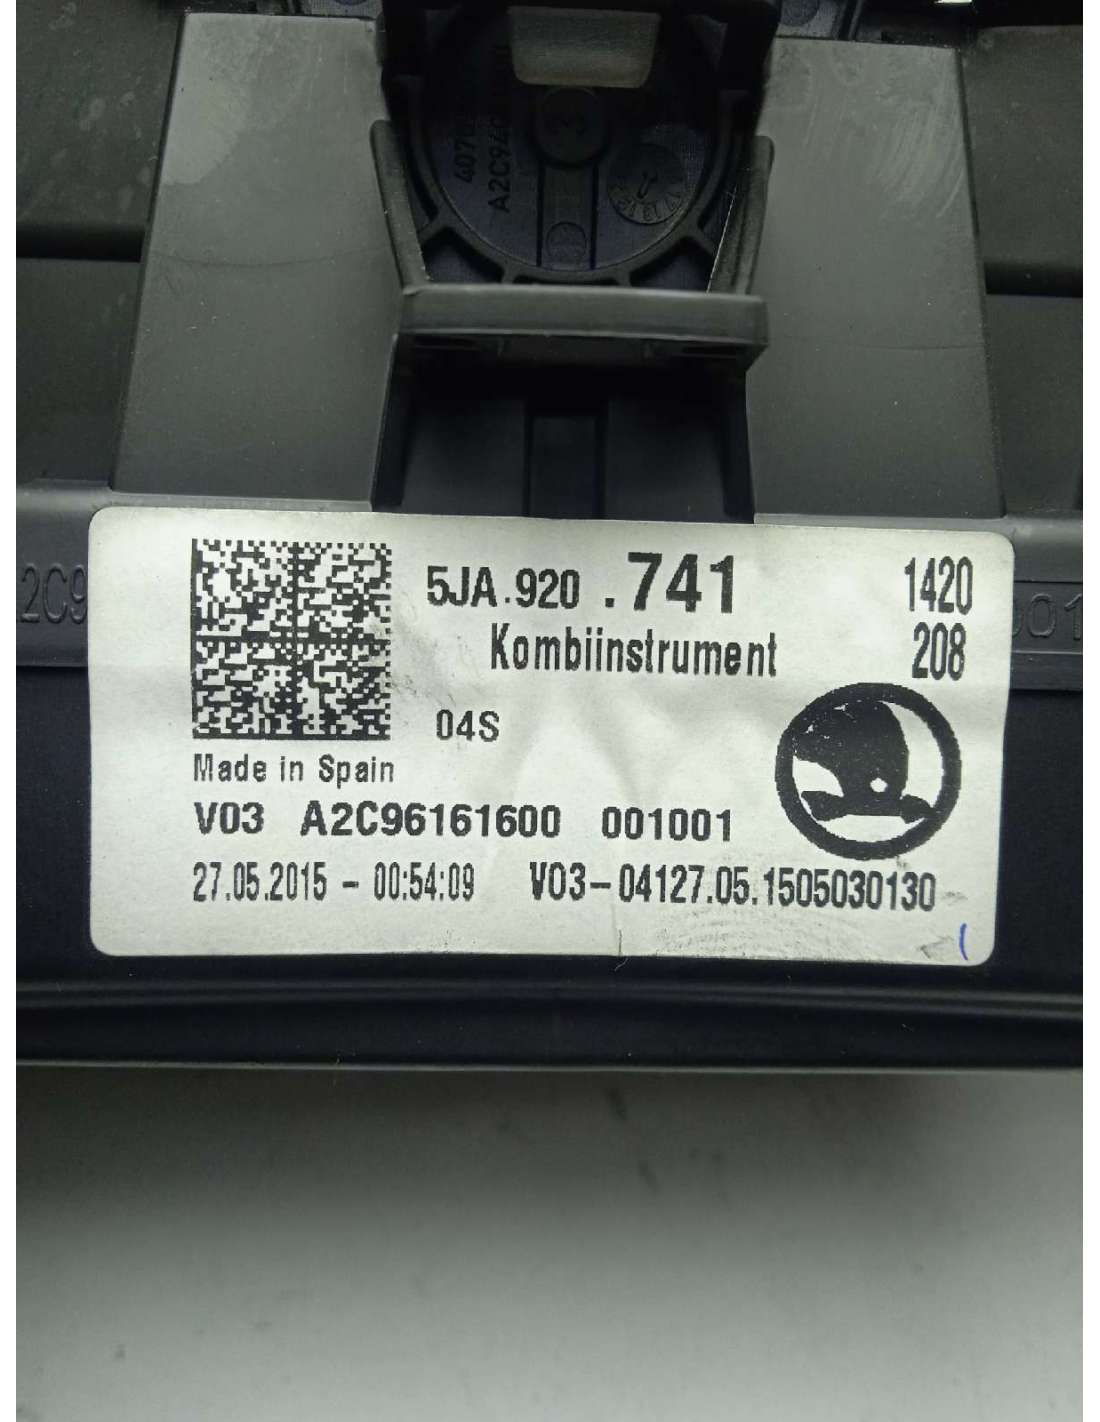 3
5JA.920 .741 1420
Kombiinstrument 208
04S
Made in Spain
V03 A2C96161600 001001
27.05.2015 - 00:54:09 V03-04127.05.1505030130